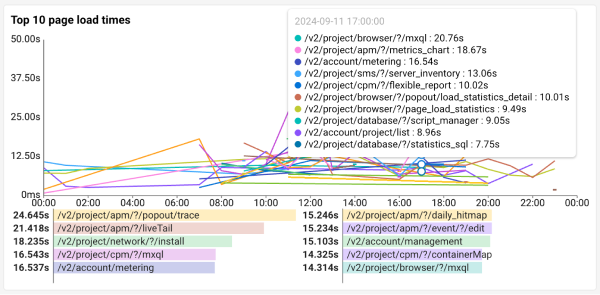 Top 10 page load times
2024-09-11 17:00:00
/v2/project/browser/?/mxql : 20.76s
/v2/project/apm/?/metrics_chart : 18.67s
/v2/account/metering : 16.54s
/v2/project/sms/?/server_inventory : 13.06s
/v2/project/cpm/?/flexible_report : 10.02s
/v2/project/browser/?/popout/load_statistics_detail : 10.01s
/v2/project/browser/?/page_load_statistics : 9.49s
/v2/project/database/?/script_manager : 9.05s
/v2/account/project/list : 8.96s
/v2/project/database/?/statistics_sql : 7.75s
50.00s
37.50s
25.00s
12.50s
0ms
00:00 02:00 04:00 06:00 08:00 10:00 12:00 14:00 16:00 18:00 20:00 22:00 00:00
24.645s /v2/project/apm/?/popout/trace
21.418s /v2/project/apm/?/liveTail
18.235s /v2/project/network/?/install
16.543s /v2/project/cpm/?/mxql
16.537s /v2/account/metering
15.246s /v2/project/apm/?/daily_hitmap
15.234s /v2/project/apm/?/event/?/edit
15.103s /v2/account/management
14.325s /v2/project/cpm/?/containerMap
14.314s /v2/project/browser/?/mxql